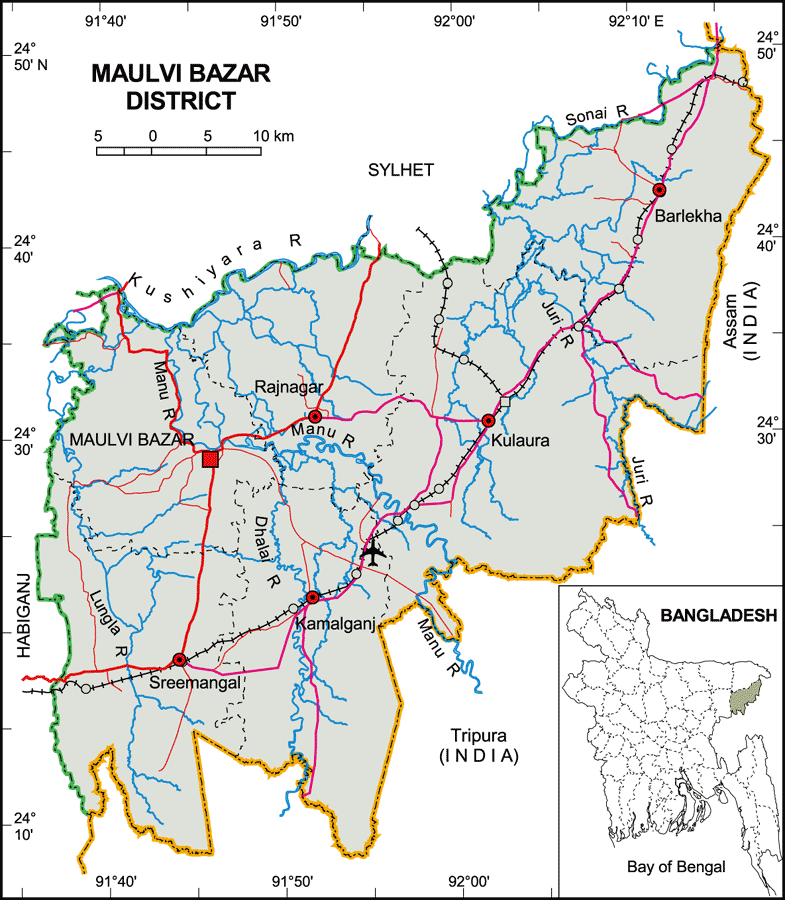 91°40'
91°50'
92°00'
92°10' E
24°
50' N
24°
50'
MAULVI BAZAR
DISTRICT
5 0 5 10 km
Sonai R
SYLHET
Barlekha
24°
40'
Kushiyara R
24°
40'
Assam
(INDIA)
Juri R
Manu R
Rajnagar
MAULVI BAZAR
Manu R
Kulaura
24°
30'
24°
30'
Juri R
Dhalai R
HABIGANJ
Lungla R
Kamalganj
Manu R
Sreemangal
Tripura
(INDIA)
BANGLADESH
24°
10'
Bay of Bengal
91°40'
91°50'
92°00'